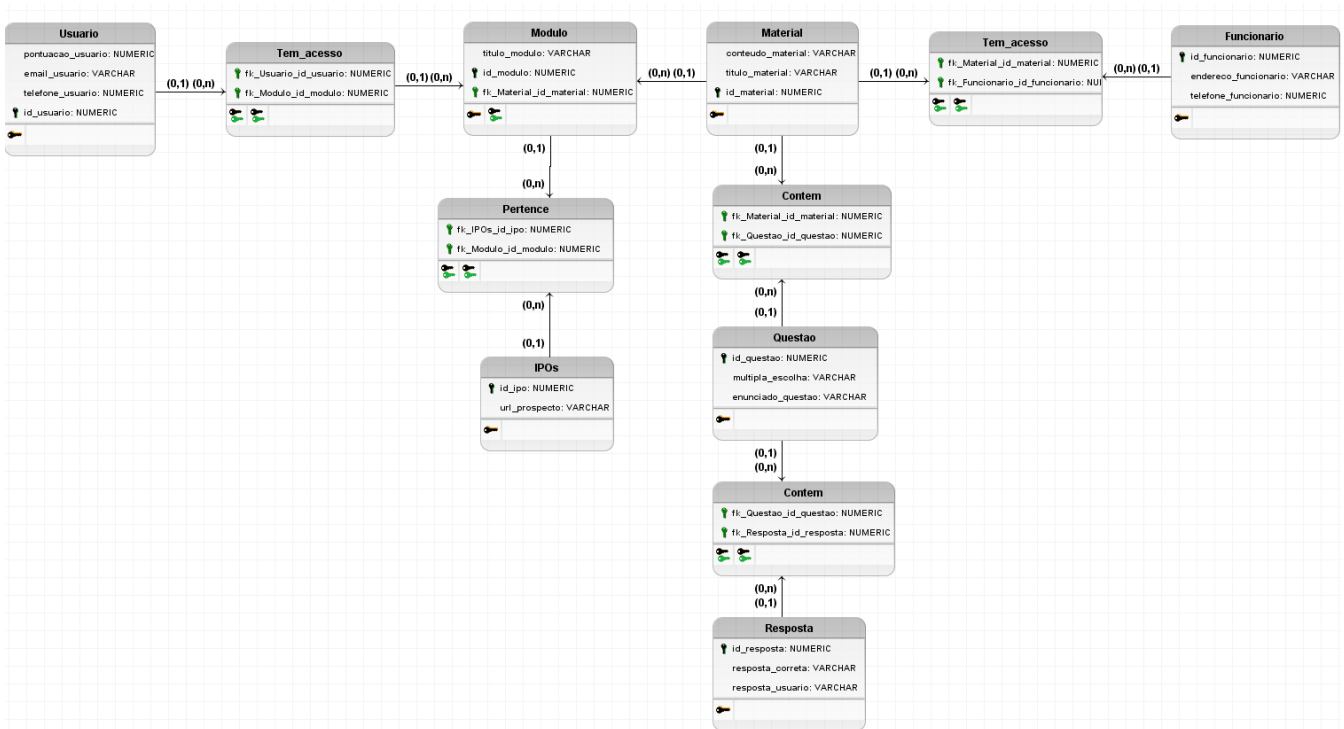 Usuario
pontuacao_usuario: NUMERIC
email_usuario: VARCHAR
telefone_usuario: NUMERIC
id_usuario: NUMERIC
(0,1) (0,n)
Tem_acesso
fk_Usuario_id_usuario: NUMERIC
fk_Modulo_id_modulo: NUMERIC
(0,1) (0,n)
Modulo
titulo_modulo: VARCHAR
id_modulo: NUMERIC
fk_Material_id_material: NUMERIC
(0,n) (0,1)
Material
conteudo_material: VARCHAR
titulo_material: VARCHAR
id_material: NUMERIC
(0,1) (0,n)
Tem_acesso
fk_Material_id_material: NUMERIC
fk_Funcionario_id_funcionario: NUI
(0,n) (0,1)
Funcionario
id_funcionario: NUMERIC
endereco_funcionario: VARCHAR
telefone_funcionario: NUMERIC
(0,1)
(0,n)
Pertence
fk_IPOs_id_ipo: NUMERIC
fk_Modulo_id_modulo: NUMERIC
(0,n)
(0,1)
IPOs
id_ipo: NUMERIC
url_prospecto: VARCHAR
(0,1)
(0,n)
Contem
fk_Material_id_material: NUMERIC
fk_Questao_id_questao: NUMERIC
(0,n)
(0,1)
Questao
id_questao: NUMERIC
multipla_escolha: VARCHAR
enunciado_questao: VARCHAR
(0,1)
(0,n)
Contem
fk_Questao_id_questao: NUMERIC
fk_Resposta_id_resposta: NUMERIC
(0,n)
(0,1)
Resposta
id_resposta: NUMERIC
resposta_correta: VARCHAR
resposta_usuario: VARCHAR